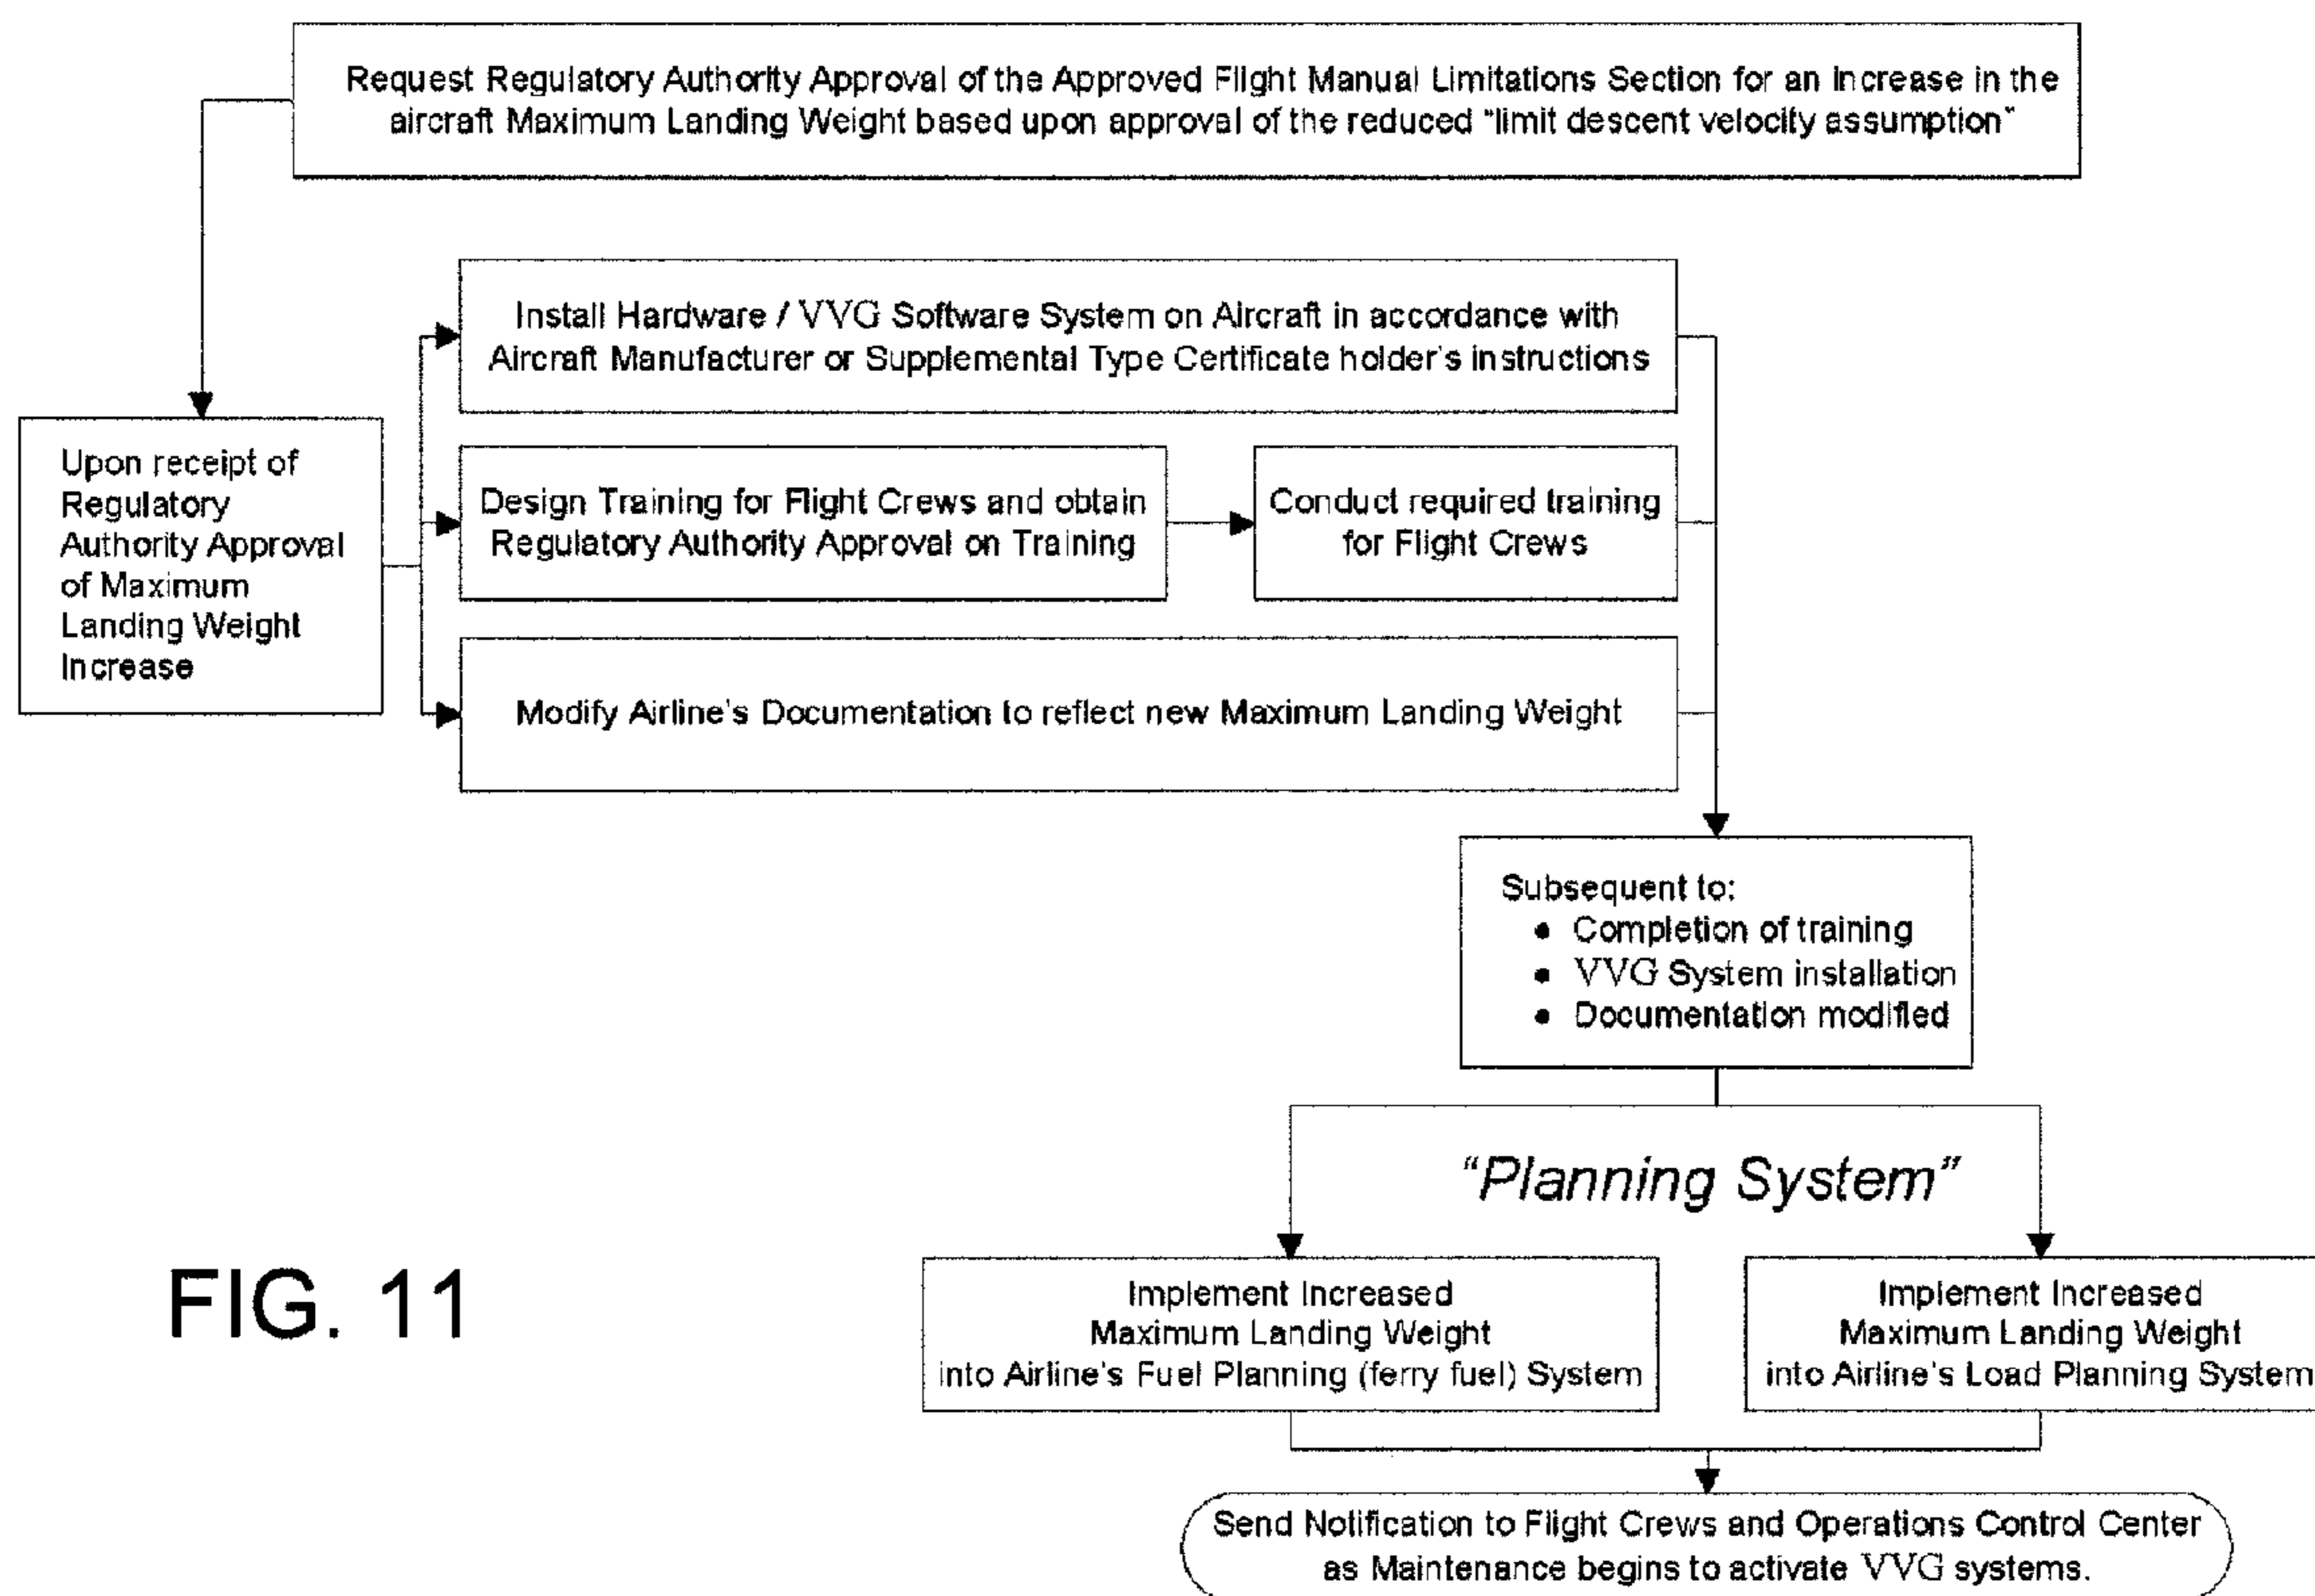 Request Regulatory Authority Approval of the Approved Flight Manual Limitations Section for an Increase in the
aircraft Maximum Landing Weight based upon approval of the reduced "limit descent velocity assumption"
Install Hardware / VVG Software System on Aircraft in accordance with
Aircraft Manufacturer or Supplemental Type Certificate holder's instructions
Upon receipt of
Regulatory
Authority Approval
of Maximum
Landing Weight
Increase
Design Training for Flight Crews and obtain
Regulatory Authority Approval on Training
Conduct required training
for Flight Crews
Modify Airline's Documentation to reflect new Maximum Landing Weight
Subsequent to:
• Completion of training
• VVG System installation
• Documentation modified
"Planning System"
Implement Increased
Maximum Landing Weight
into Airline's Fuel Planning (ferry fuel) System
Implement Increased
Maximum Landing Weight
into Airline's Load Planning System
Send Notification to Flight Crews and Operations Control Center
as Maintenance begins to activate VVG systems.
FIG. 11